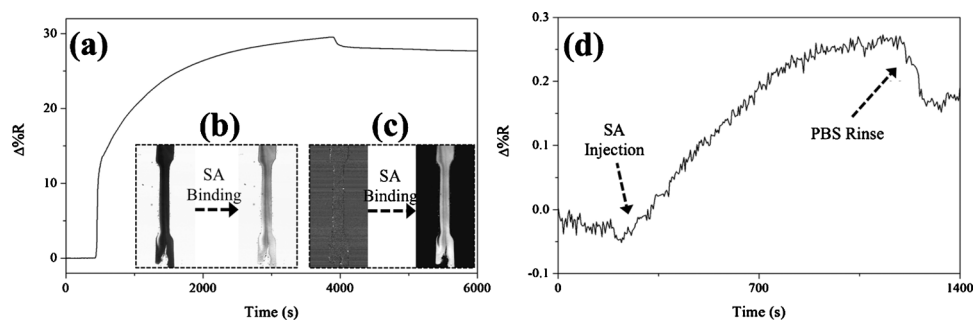 (a)
Δ%R
30
20
10
0
(b)
SA
Binding
(c)
SA
Binding
0
2000
4000
6000
Time (s)
(d)
Δ%R
0.3
0.2
0.1
0.0
-0.1
SA
Injection
PBS Rinse
0
700
1400
Time (s)